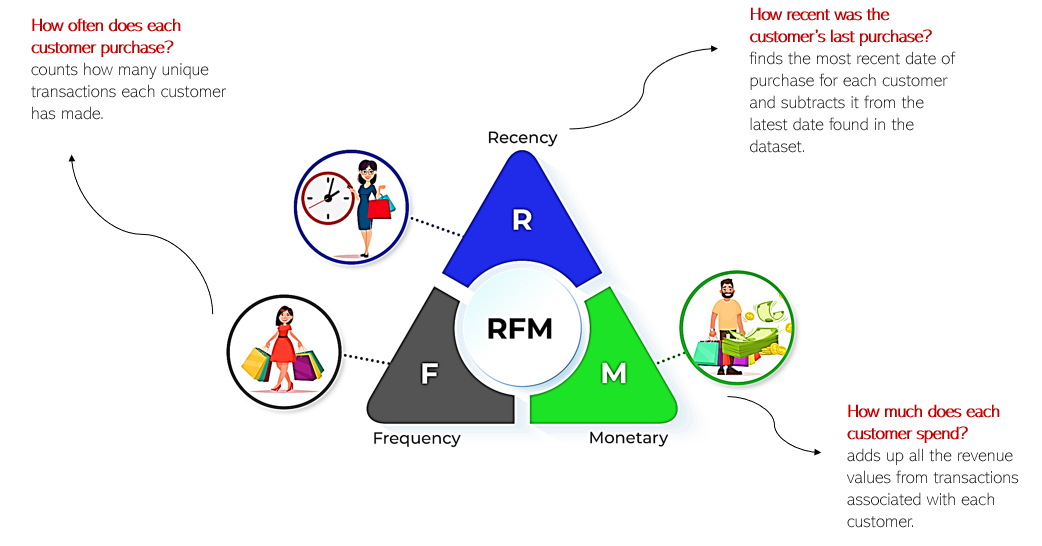 How often does each
customer purchase?
counts how many unique
transactions each customer
has made.
How recent was the
customer's last purchase?
finds the most recent date of
purchase for each customer
and subtracts it from the
latest date found in the
dataset.
Recency
R
RFM
F
M
Frequency
Monetary
How much does each
customer spend?
adds up all the revenue
values from transactions
associated with each
customer.